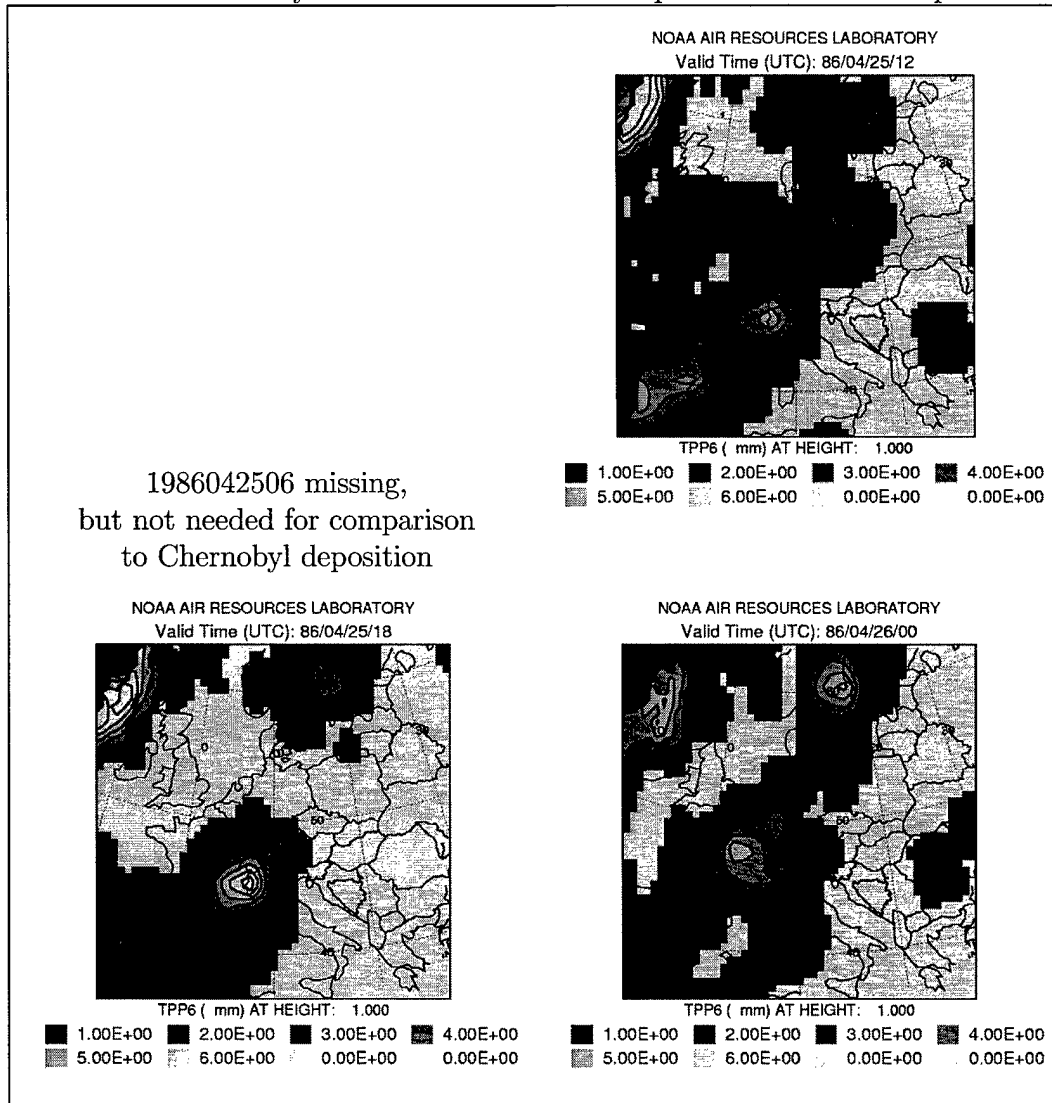 NOAA AIR RESOURCES LABORATORY
Valid Time (UTC): 86/04/25/12
TPP6 ( mm) AT HEIGHT: 1.000
1.00E+00 2.00E+00 3.00E+00 4.00E+00
5.00E+00 6.00E+00 0.00E+00 0.00E+00
1986042506 missing,
but not needed for comparison
to Chernobyl deposition
NOAA AIR RESOURCES LABORATORY
Valid Time (UTC): 86/04/25/18
0
50
TPP6 ( mm) AT HEIGHT: 1.000
1.00E+00 2.00E+00 3.00E+00 4.00E+00
5.00E+00 6.00E+00 0.00E+00 0.00E+00
NOAA AIR RESOURCES LABORATORY
Valid Time (UTC): 86/04/26/00
50
TPP6 ( mm) AT HEIGHT: 1.000
1.00E+00 2.00E+00 3.00E+00 4.00E+00
5.00E+00 6.00E+00 0.00E+00 0.00E+00